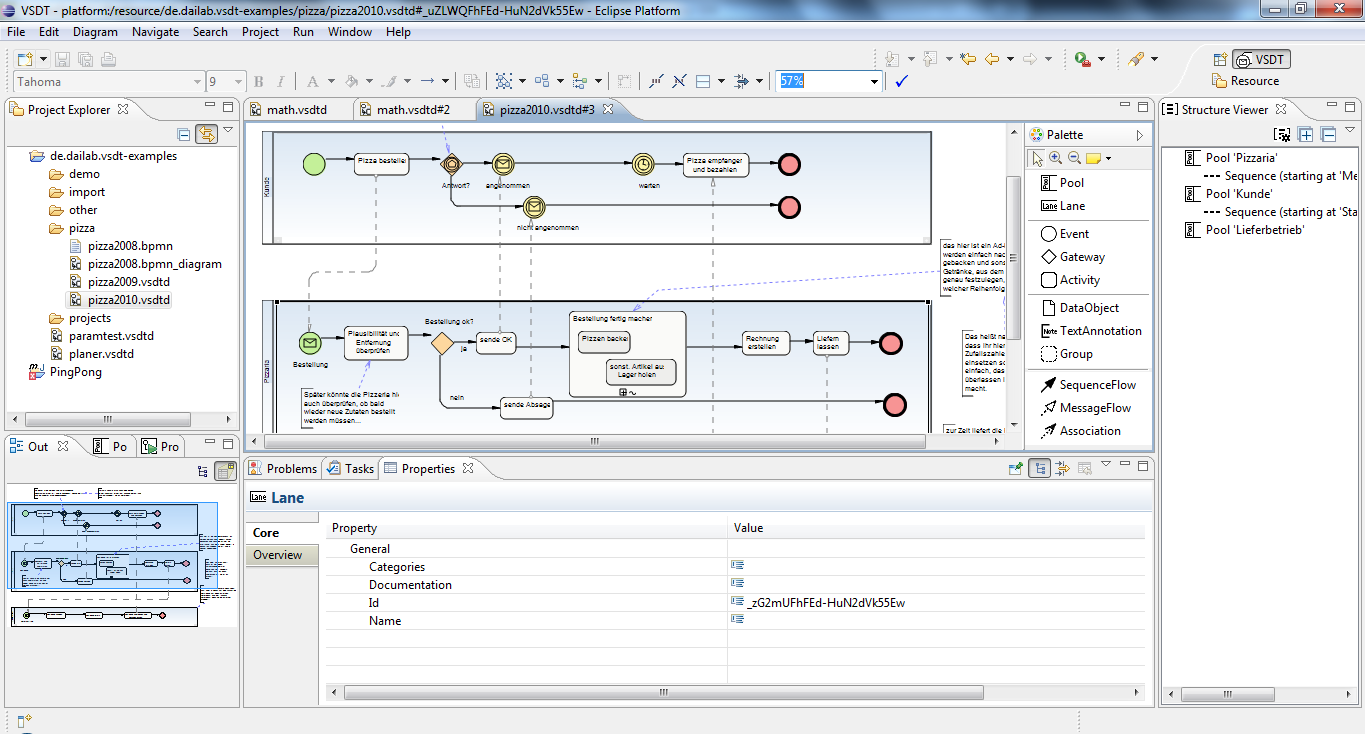 VSDT - platform:/resource/de.dailab.vsdt-examples/pizza/pizza2010.vsdtd#_uZLWQFhFEd-HuN2dVk55Ew - Eclipse Platform
File Edit Diagram Navigate Search Project Run Window Help
VSDT
Tahoma 9 B I A 57%
Resource
Project Explorer
de.dailab.vsdt-examples
demo
import
other
pizza
pizza2008.bpmn
pizza2008.bpmn_diagram
pizza2009.vsdtd
pizza2010.vsdtd
projects
paramtest.vsdtd
planer.vsdtd
PingPong
math.vsdtd math.vsdtd#2 pizza2010.vsdtd#3
Kunde
Pizza bestellen
Antwort?
angenommen
nicht angenommen
warten
Pizza empfangen
und bezahlen
das hier ist ein Ad-
werden einfach nac
gebacken und sons
Getränke, aus dem
genau festzulegen,
welcher Reihenfolg
Pizzaria
Bestellung
Plausibilität und
Entfernung
überprüfen
Bestellung ok?
ja
nein
sende OK
sende Absage
Bestellung fertig machen
Pizzen backen
sonst. Artikel aus
Lager holen
Rechnung
erstellen
Liefern
lassen
Später könnte die Pizzeria hie
auch überprüfen, ob bald
wieder neue Zutaten bestellt
werden müssen...
Das heißt na
dass ihr hier
Zufallszahle
einsetzen so
einfach, das
überlassen l
macht.
zur Zeit liefert die
Palette
Pool
Lane
Event
Gateway
Activity
DataObject
Note TextAnnotation
Group
SequenceFlow
MessageFlow
Association
Structure Viewer
Pool 'Pizzaria'
Sequence (starting at 'Me
Pool 'Kunde'
Sequence (starting at 'Sta
Pool 'Lieferbetrieb'
Out Po Pro
Problems Tasks Properties
Lane Lane
Core
Overview
Property Value
General
Categories
Documentation
Id _zG2mUFhFEd-HuN2dVk55Ew
Name